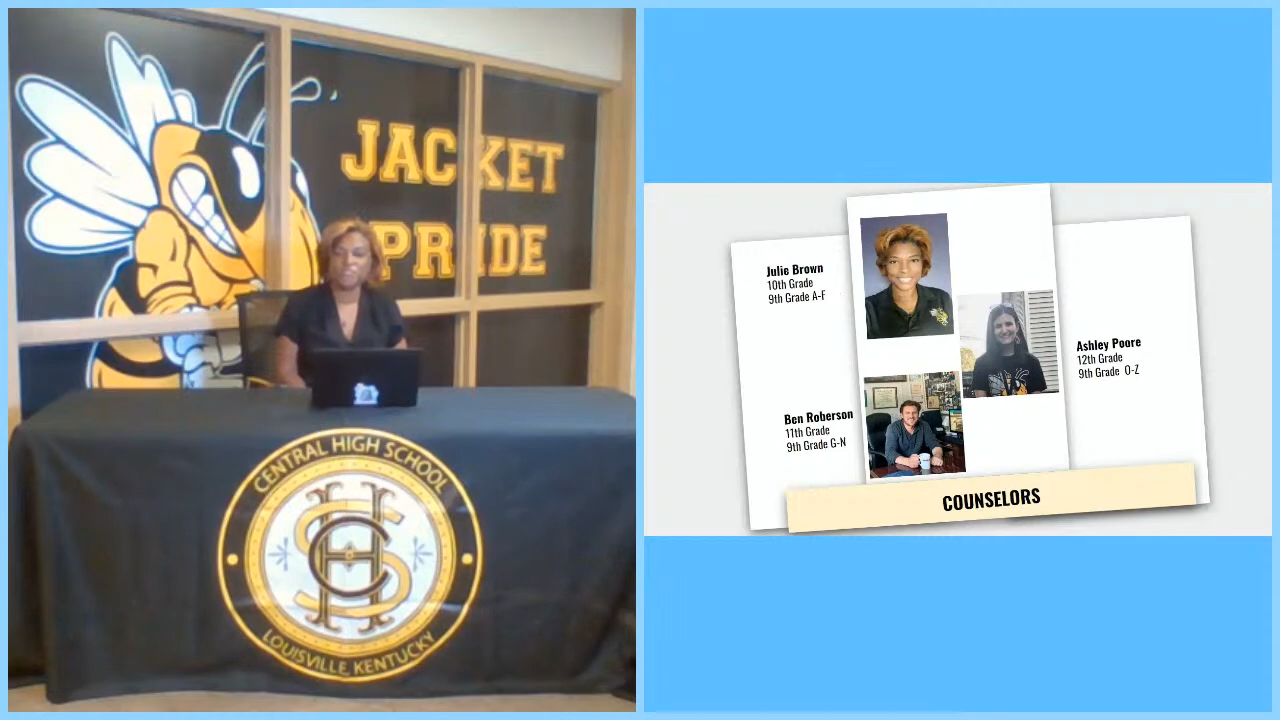 JACKET
PRIDE
CENTRAL HIGH SCHOOL
CHS
LOUISVILLE, KENTUCKY
Julie Brown
10th Grade
9th Grade A-F
Ashley Poore
12th Grade
9th Grade O-Z
Ben Roberson
11th Grade
9th Grade G-N
COUNSELORS